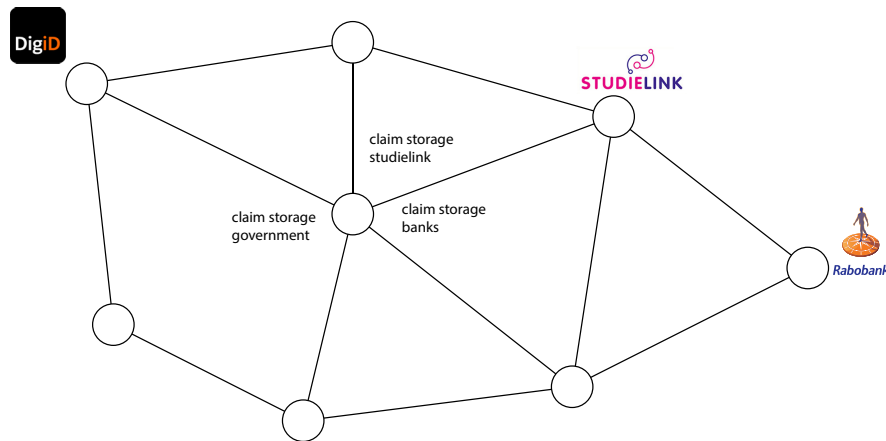 DigiD
STUDIELINK
claim storage
studielink
claim storage
government
claim storage
banks
Rabobank